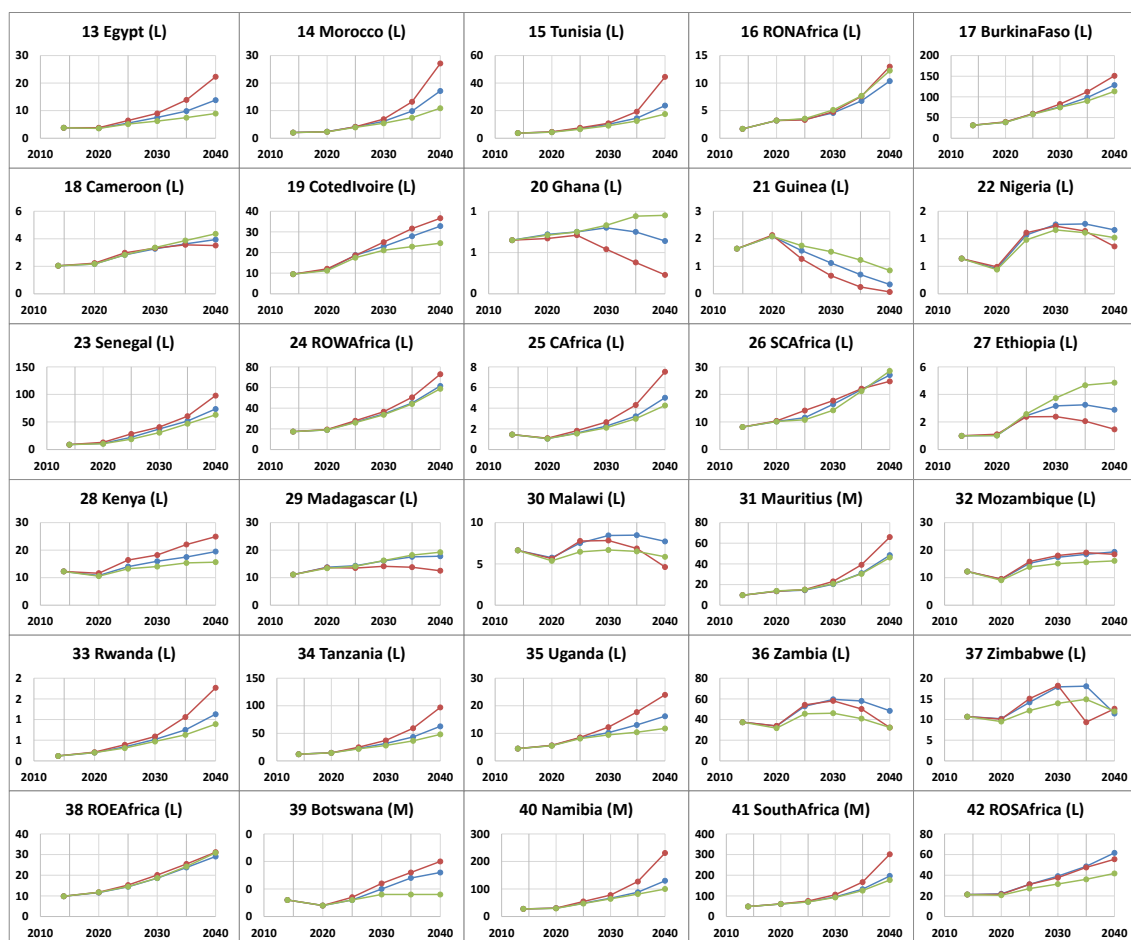 13 Egypt (L)
30
20
10
0
2010 2020 2030 2040
14 Morocco (L)
30
20
10
0
2010 2020 2030 2040
15 Tunisia (L)
60
40
20
0
2010 2020 2030 2040
16 RONAfrica (L)
15
10
5
0
2010 2020 2030 2040
17 BurkinaFaso (L)
200
150
100
50
0
2010 2020 2030 2040
18 Cameroon (L)
6
4
2
0
2010 2020 2030 2040
19 CotedIvoire (L)
40
30
20
10
0
2010 2020 2030 2040
20 Ghana (L)
1
1
0
2010 2020 2030 2040
21 Guinea (L)
3
2
1
0
2010 2020 2030 2040
22 Nigeria (L)
2
1
1
0
2010 2020 2030 2040
23 Senegal (L)
150
100
50
0
2010 2020 2030 2040
24 ROWAfrica (L)
80
60
40
20
0
2010 2020 2030 2040
25 CAfrica (L)
8
6
4
2
0
2010 2020 2030 2040
26 SCAfrica (L)
30
20
10
0
2010 2020 2030 2040
27 Ethiopia (L)
6
4
2
0
2010 2020 2030 2040
28 Kenya (L)
30
20
10
0
2010 2020 2030 2040
29 Madagascar (L)
30
20
10
0
2010 2020 2030 2040
30 Malawi (L)
10
5
0
2010 2020 2030 2040
31 Mauritius (M)
80
60
40
20
0
2010 2020 2030 2040
32 Mozambique (L)
30
20
10
0
2010 2020 2030 2040
33 Rwanda (L)
2
2
1
1
0
2010 2020 2030 2040
34 Tanzania (L)
150
100
50
0
2010 2020 2030 2040
35 Uganda (L)
30
20
10
0
2010 2020 2030 2040
36 Zambia (L)
80
60
40
20
0
2010 2020 2030 2040
37 Zimbabwe (L)
20
15
10
5
0
2010 2020 2030 2040
38 ROEAfrica (L)
40
30
20
10
0
2010 2020 2030 2040
39 Botswana (M)
0
0
0
0
2010 2020 2030 2040
40 Namibia (M)
300
200
100
0
2010 2020 2030 2040
41 SouthAfrica (M)
400
300
200
100
0
2010 2020 2030 2040
42 ROSAfrica (L)
80
60
40
20
0
2010 2020 2030 2040